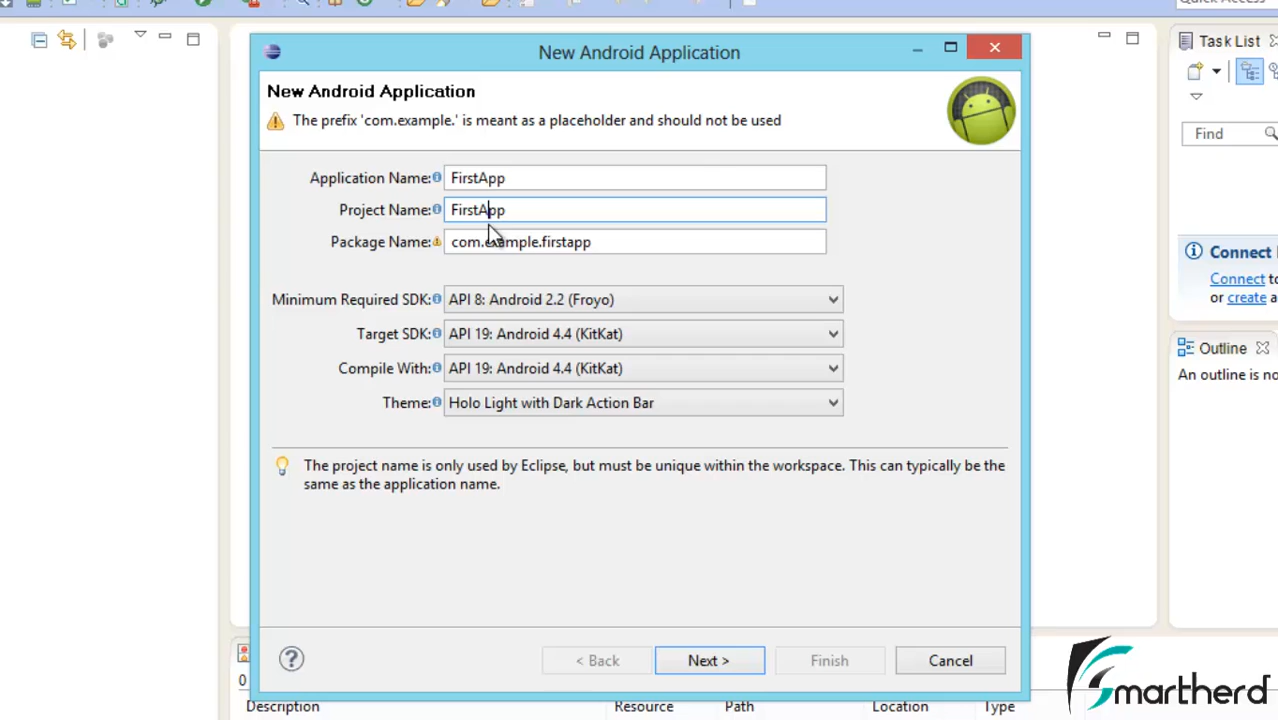 Quick Access
Task List
New Android Application
New Android Application
The prefix 'com.example.' is meant as a placeholder and should not be used
Find
Application Name: FirstApp
Project Name: FirstApp
Package Name: com.example.firstapp
Connect
Connect to
or create a
Minimum Required SDK: API 8: Android 2.2 (Froyo)
Target SDK: API 19: Android 4.4 (KitKat)
Outline
Compile With: API 19: Android 4.4 (KitKat)
An outline is no
Theme: Holo Light with Dark Action Bar
The project name is only used by Eclipse, but must be unique within the workspace. This can typically be the
same as the application name.
< Back
Next >
Finish
Cancel
0
Smartherd
Description
Resource
Path
Location
Type